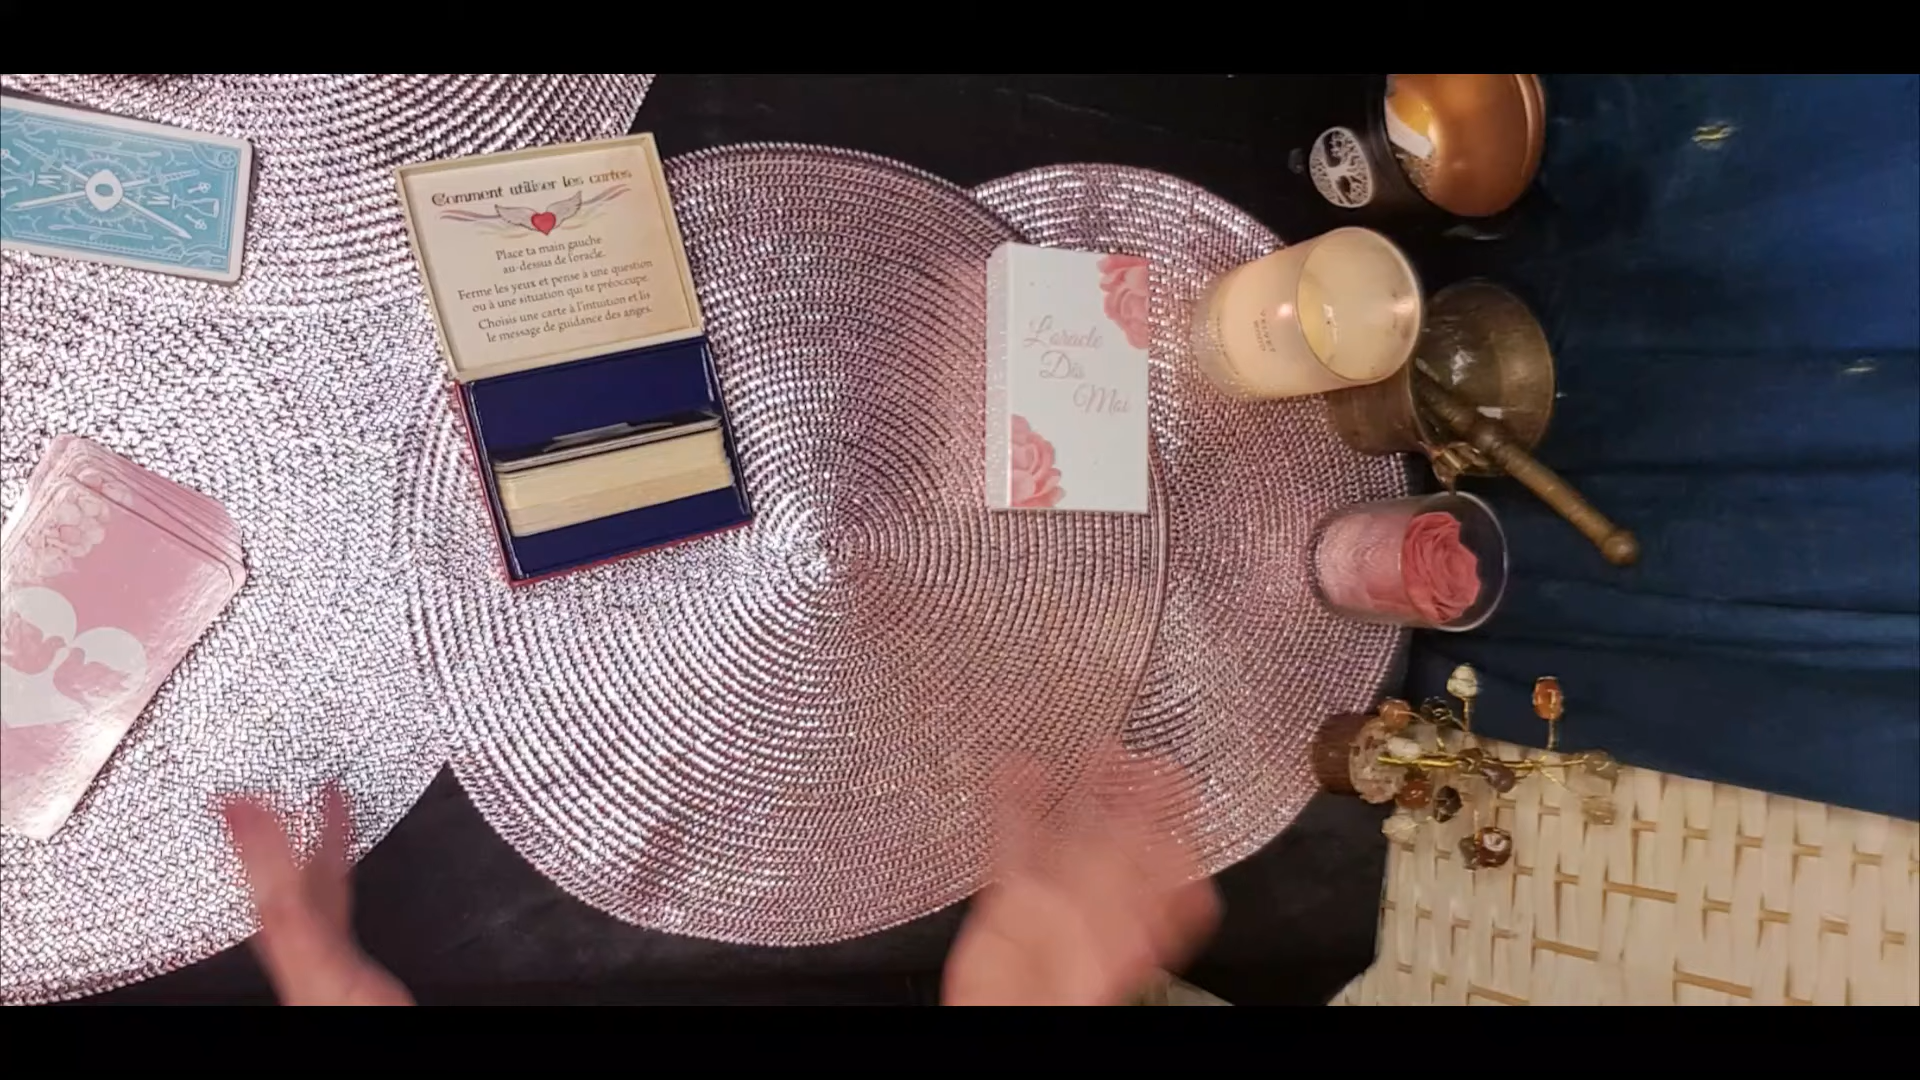 Comment utiliser les cartes
Place ta main gauche
au-dessus de l'oracle.
Ferme les yeux et pense à une question
ou à une situation qui te préoccupe.
Choisis une carte à l'intuition et lis
le message de guidance des anges.
L'oracle
Dis
Moi